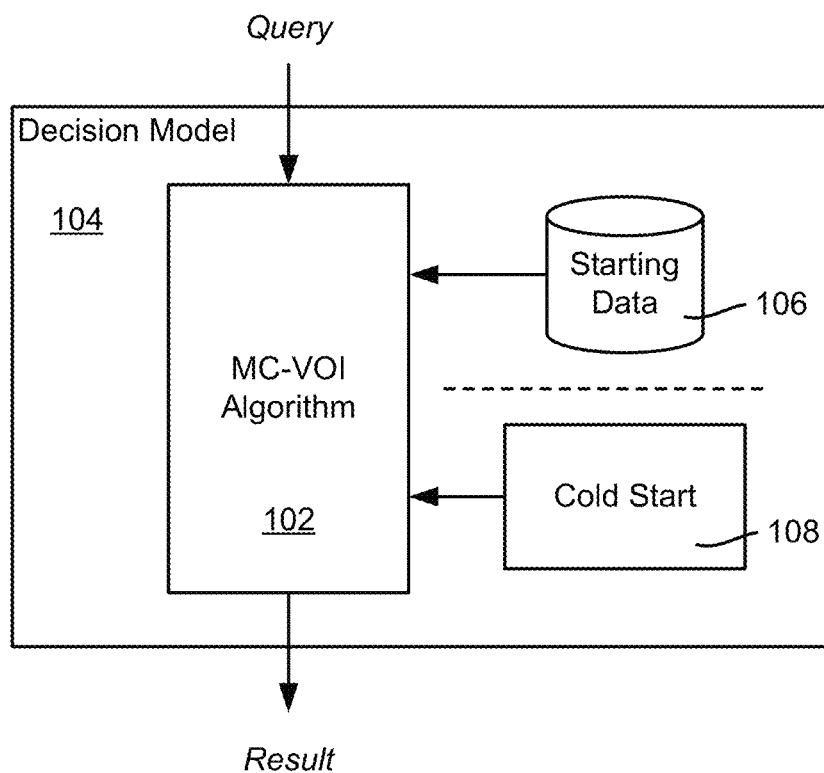 Query
Decision Model
104
Starting
Data
106
MC-VOI
Algorithm
102
Cold Start
108
Result